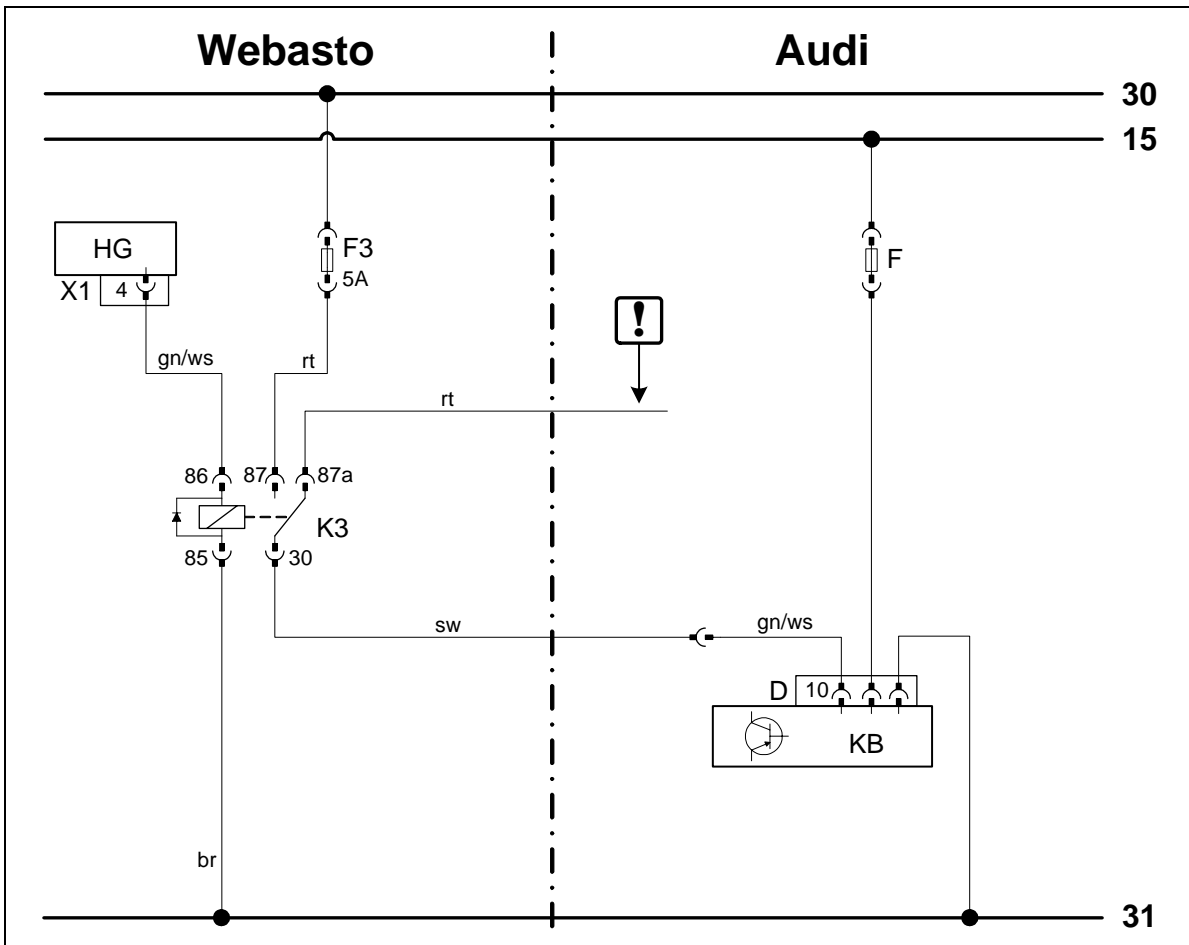 Webasto Audi
30
15
HG
F3
F
X1 4
5A
!
gn/ws rt
rt
86 87 87a
K3
85 30
sw gn/ws
D 10
KB
br
31